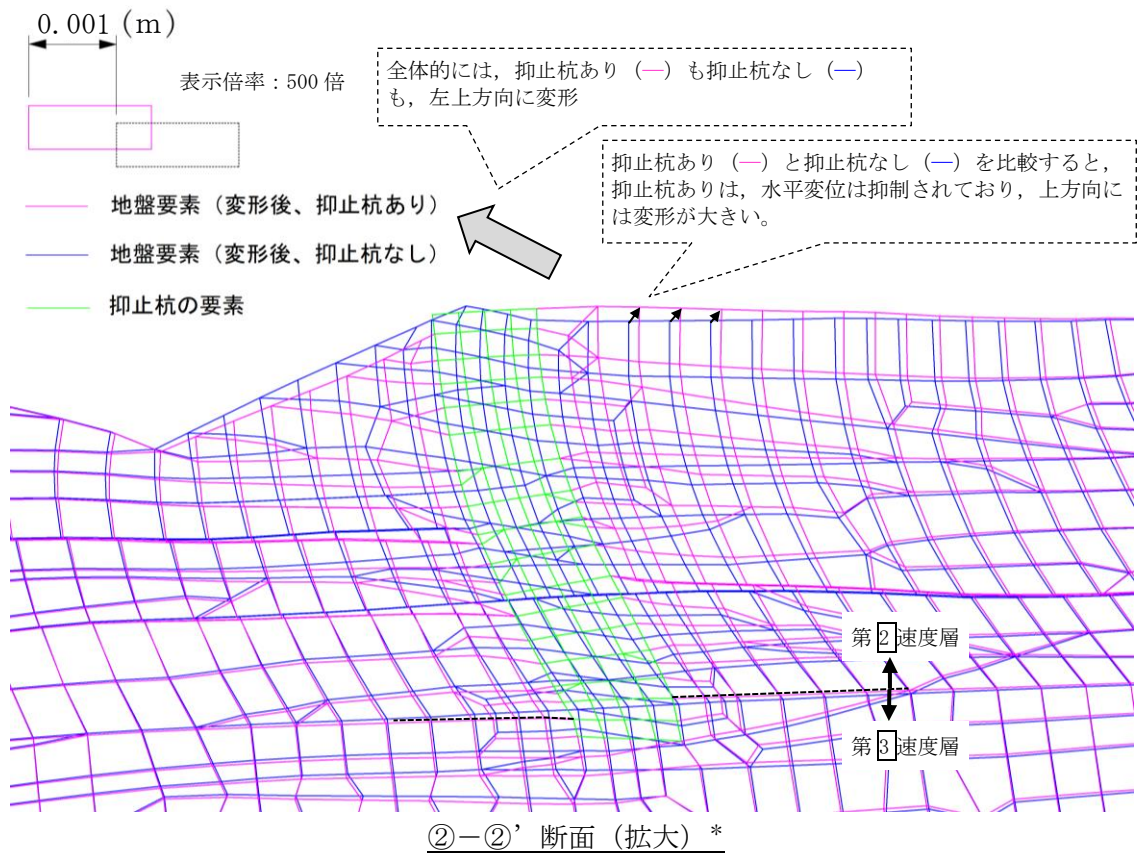 0.001(m)
表示倍率：500 倍
全体的には，抑止杭あり（―）も抑止杭なし（―）
も，左上方向に変形
抑止杭あり（―）と抑止杭なし（―）を比較すると，
抑止杭ありは，水平変位は抑制されており，上方向に
は変形が大きい。
地盤要素（変形後、抑止杭あり）
地盤要素（変形後、抑止杭なし）
抑止杭の要素
第2速度層
第3速度層
②－②’断面（拡大）*